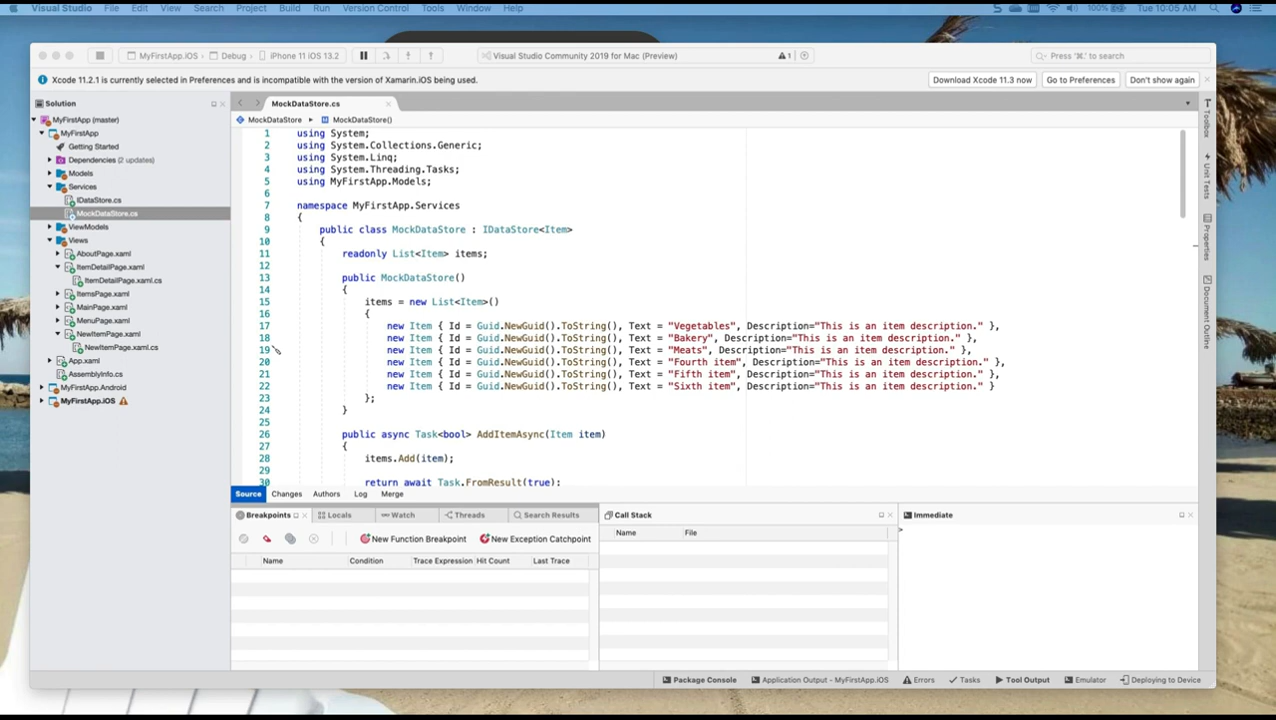 Visual Studio File Edit View Search Project Build Run Version Control Tools Window Help 100% Tue 10:05 AM
MyFirstApp.iOS Debug iPhone 11 iOS 13.2 Visual Studio Community 2019 for Mac (Preview) 1 Press '⌘.' to search
Xcode 11.2.1 is currently selected in Preferences and is incompatible with the version of Xamarin.iOS being used. Download Xcode 11.3 now Go to Preferences Don't show again
Solution
MyFirstApp (master)
MyFirstApp
Getting Started
Dependencies (2 updates)
Models
Services
IDataStore.cs
MockDataStore.cs
ViewModels
Views
AboutPage.xaml
ItemDetailPage.xaml
ItemDetailPage.xaml.cs
ItemsPage.xaml
MainPage.xaml
MenuPage.xaml
NewItemPage.xaml
NewItemPage.xaml.cs
App.xaml
AssemblyInfo.cs
MyFirstApp.Android
MyFirstApp.iOS
MockDataStore.cs
MockDataStore MockDataStore()
1 using System;
2 using System.Collections.Generic;
3 using System.Linq;
4 using System.Threading.Tasks;
5 using MyFirstApp.Models;
6
7 namespace MyFirstApp.Services
8 {
9 public class MockDataStore : IDataStore<Item>
10 {
11 readonly List<Item> items;
12
13 public MockDataStore()
14 {
15 items = new List<Item>()
16 {
17 new Item { Id = Guid.NewGuid().ToString(), Text = "Vegetables", Description="This is an item description." },
18 new Item { Id = Guid.NewGuid().ToString(), Text = "Bakery", Description="This is an item description." },
19 new Item { Id = Guid.NewGuid().ToString(), Text = "Meats", Description="This is an item description." },
20 new Item { Id = Guid.NewGuid().ToString(), Text = "Fourth item", Description="This is an item description." },
21 new Item { Id = Guid.NewGuid().ToString(), Text = "Fifth item", Description="This is an item description." },
22 new Item { Id = Guid.NewGuid().ToString(), Text = "Sixth item", Description="This is an item description." }
23 };
24 }
25
26 public async Task<bool> AddItemAsync(Item item)
27 {
28 items.Add(item);
29
30 return await Task.FromResult(true);
Toolbox
Unit Tests
Properties
Document Outline
Source Changes Authors Log Merge
Breakpoints Locals Watch Threads Search Results
New Function Breakpoint New Exception Catchpoint
Name Condition Trace Expression Hit Count Last Trace
Call Stack
Name File
Immediate
>
Package Console Application Output - MyFirstApp.iOS Errors Tasks Tool Output Emulator Deploying to Device